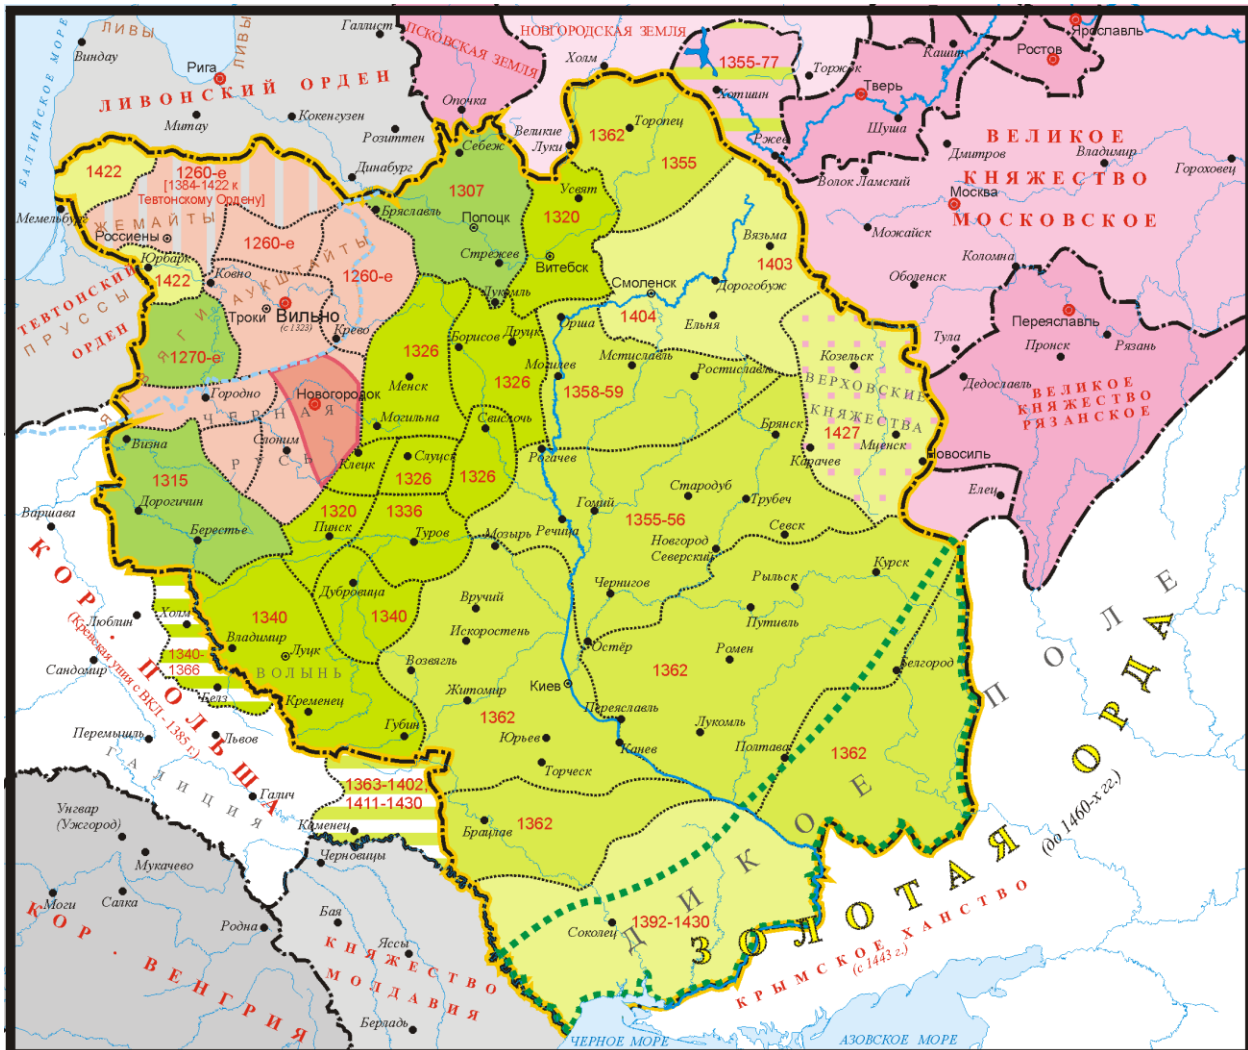 ЛИВЫ
Виндау
БАЛТИЙСКОЕ МОРЕ
Рига
ЛИВЫ
Галлист
ЛИВОНСКИЙ ОРДЕН
Митау
Кокенгузен
Розиттен
Динабург
ПСКОВСКАЯ ЗЕМЛЯ
Опочка
НОВГОРОДСКАЯ ЗЕМЛЯ
Холм
Великие
Луки
1355-77
Хотшин
Ржев
Торжок
Кашин
Тверь
Шуша
Ярославль
Ростов
Волок Ламский
Дмитров
Владимир
Гороховец
ВЕЛИКОЕ
КНЯЖЕСТВО
МОСКОВСКОЕ
Москва
Можайск
Оболенск
Коломна
Переяславль
Пронск
Рязань
Тула
Дедославль
ВЕЛИКОЕ
КНЯЖЕСТВО
РЯЗАНСКОЕ
Елец
Новосиль
1422
1260-е
[1384-1422 к
Тевтонскому Ордену]
Мемельбург
ЖЕМАЙТЫ
Россиены
Юрбарк
1422
ТЕВТОНСКИЙ
ОРДЕН
ПРУССЫ
ЯТВЯГИ
АУКШТАЙТЫ
1260-е
1260-е
Ковно
Троки
Вильно
(с 1323)
Крево
1270-е
Городно
ЧЕРНАЯ
РУСЬ
Новогородок
Слоним
Визна
1315
Дорогичин
Берестье
Варшава
Себеж
1307
Браславль
Полоцк
Стрежев
Лукомль
Усвят
1320
Витебск
1362
Торопец
1355
Вязьма
1403
Смоленск
Дорогобуж
1404
Ельня
Орша
Мстиславль
Ростиславль
1358-59
Могилев
Борисов
Друцк
1326
1326
Менск
Могильна
Свислочь
Клецк
Слуцк
1326
1326
Рогачев
Козельск
ВЕРХОВСКИЕ
КНЯЖЕСТВА
1427
Мценск
Карачев
Брянск
Стародуб
Трубеч
Гомий
1355-56
Речица
Новгород
Северский
Севск
1320
1336
Пинск
Туров
Мозырь
Дубровица
1340
1340
Вручий
Чернигов
Рыльск
Курск
Путивль
Искоростень
Остёр
Ромен
1362
Белгород
Холм
Люблин
1340-
1366
Сандомир
Белз
Владимир
Луцк
ВОЛЫНЬ
Кременец
Губин
Возвягль
Житомир
Киев
1362
Юрьев
Торческ
Переяславль
Канев
Лукомль
Полтава
1362
КОР. ПОЛЬША
(Кревская уния с ВКЛ - 1385 г.)
Перемышль
Львов
ГАЛИЦИЯ
Галич
1363-1402,
1411-1430
Каменец
Черновицы
1362
Брацлав
Унгвар
(Ужгород)
Мукачево
Моги
Салка
Родна
КОР. ВЕНГРИЯ
Бая
Яссы
КНЯЖЕСТВО
МОЛДАВИЯ
Берладь
Соколец
1392-1430
ДИКОЕ ПОЛЕ
ЗОЛОТАЯ ОРДА
(до 1460-х гг.)
КРЫМСКОЕ ХАНСТВО
(с 1443 г.)
ЧЕРНОЕ МОРЕ
АЗОВСКОЕ МОРЕ